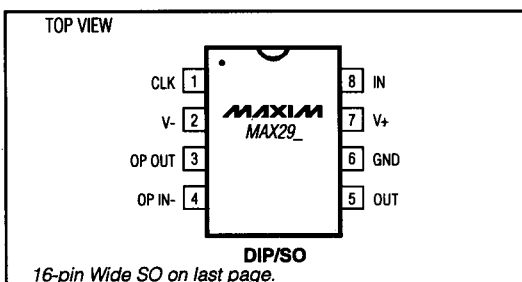 TOP VIEW
CLK 1
8 IN
MAXIM
V- 2
7 V+
MAX29_
OP OUT 3
6 GND
OP IN- 4
5 OUT
DIP/SO
16-pin Wide SO on last page.